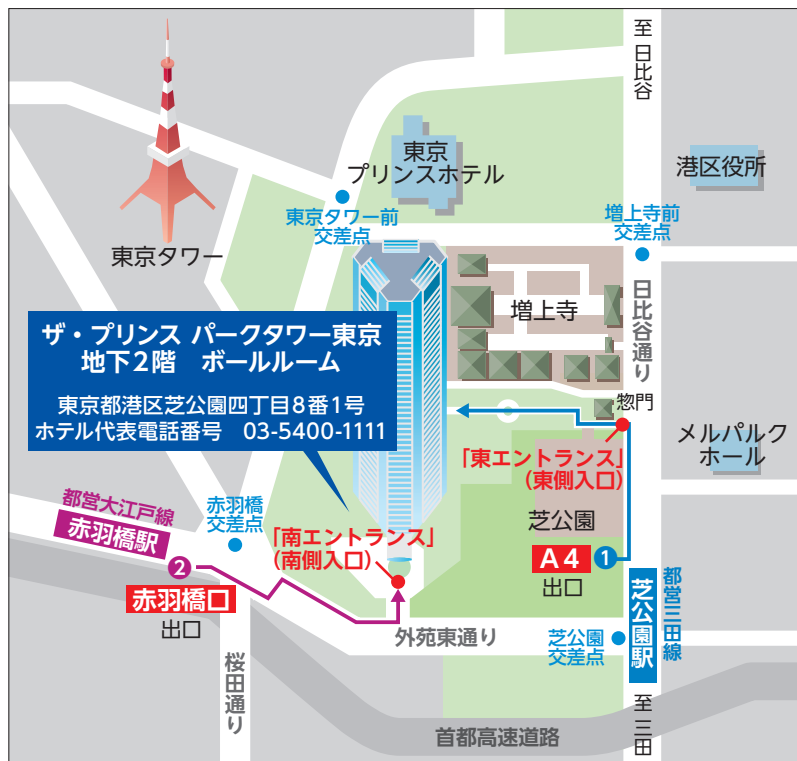 至 日比谷
東京
プリンスホテル
港区役所
東京タワー前
交差点
増上寺前
交差点
東京タワー
増上寺
日比谷通り
ザ・プリンス パークタワー東京
地下2階 ボールルーム
東京都港区芝公園四丁目8番1号
ホテル代表電話番号 03-5400-1111
惣門
「東エントランス」
（東側入口）
メルパルク
ホール
都営大江戸線
赤羽橋駅
赤羽橋
交差点
「南エントランス」
（南側入口）
芝公園
A4
1
出口
2
赤羽橋口
出口
外苑東通り
芝公園
交差点
芝公園駅
都営三田線
桜田通り
首都高速道路
至 三田